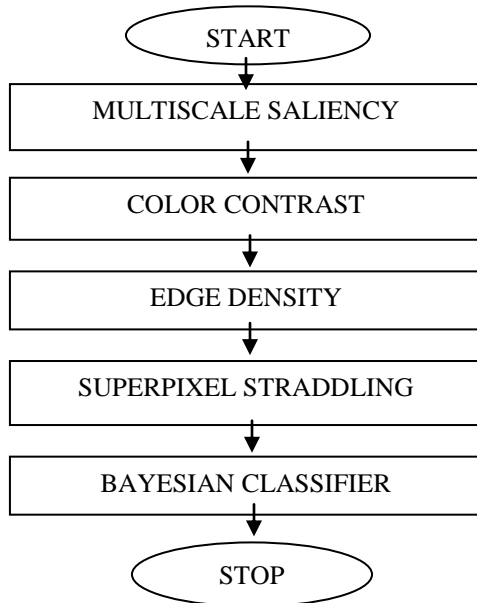 START
MULTISCALE SALIENCY
COLOR CONTRAST
EDGE DENSITY
SUPERPIXEL STRADDLING
BAYESIAN CLASSIFIER
STOP